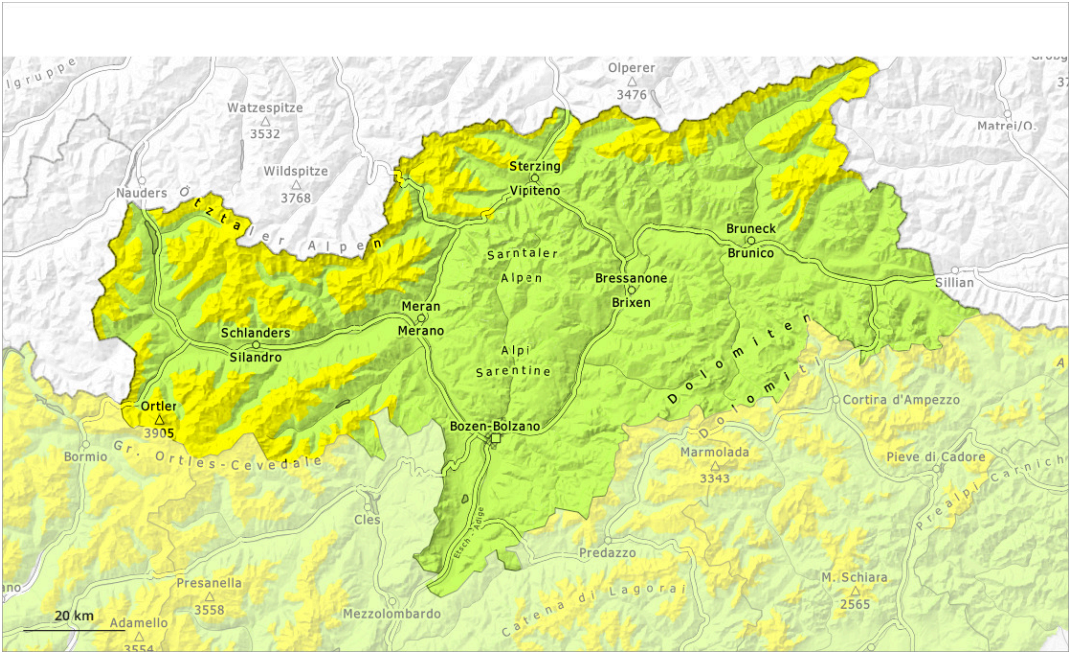 lgruppe
Olperer
3476
Watzespitze
3532
Matrei/O.
Wildspitze
3768
Nauders
Ötztaler Alpen
Sterzing
Vipiteno
Bruneck
Brunico
Sarntaler
Alpen
Bressanone
Brixen
Sillian
Meran
Merano
Schlanders
Silandro
Alpi
Sarentine
Dolomiten
Dolomiti
Ortler
3905
Cortina d'Ampezzo
Bozen-Bolzano
Gr. Ortles-Cevedale
Bormio
Marmolada
3343
Pieve di Cadore
Prealpi Carnich
Cles
Etsch - Adige
Predazzo
Presanella
3558
M. Schiara
2565
Catena di Lagorai
Mezzolombardo
20 km
Adamello
3554